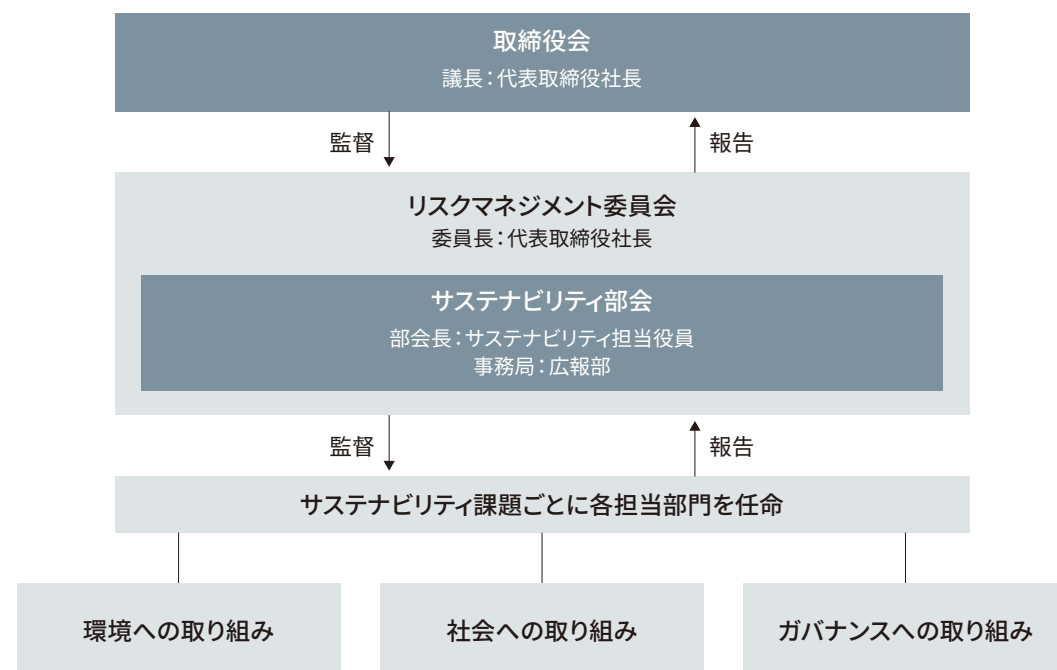 取締役会
議長：代表取締役社長
監督
報告
リスクマネジメント委員会
委員長：代表取締役社長
サステナビリティ部会
部会長：サステナビリティ担当役員
事務局：広報部
監督
報告
サステナビリティ課題ごとに各担当部門を任命
環境への取り組み
社会への取り組み
ガバナンスへの取り組み